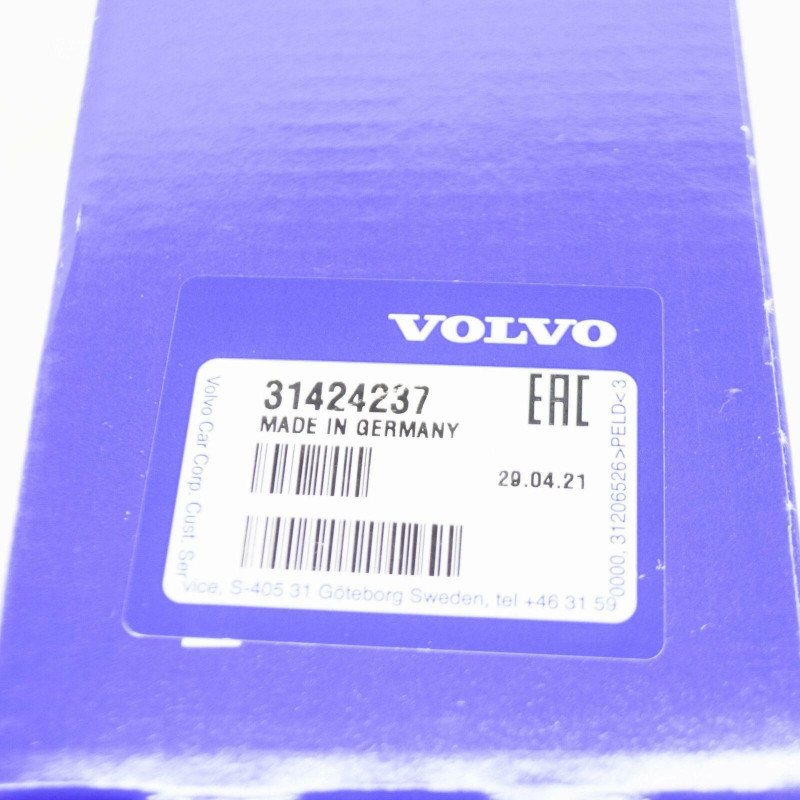 VOLVO
31424237
EAC
MADE IN GERMANY
29.04.21
Volvo Car Corp. Cust. Service, S-405 31 Göteborg Sweden, tel +46 31 59 0000, 31206526 >PELD< 3